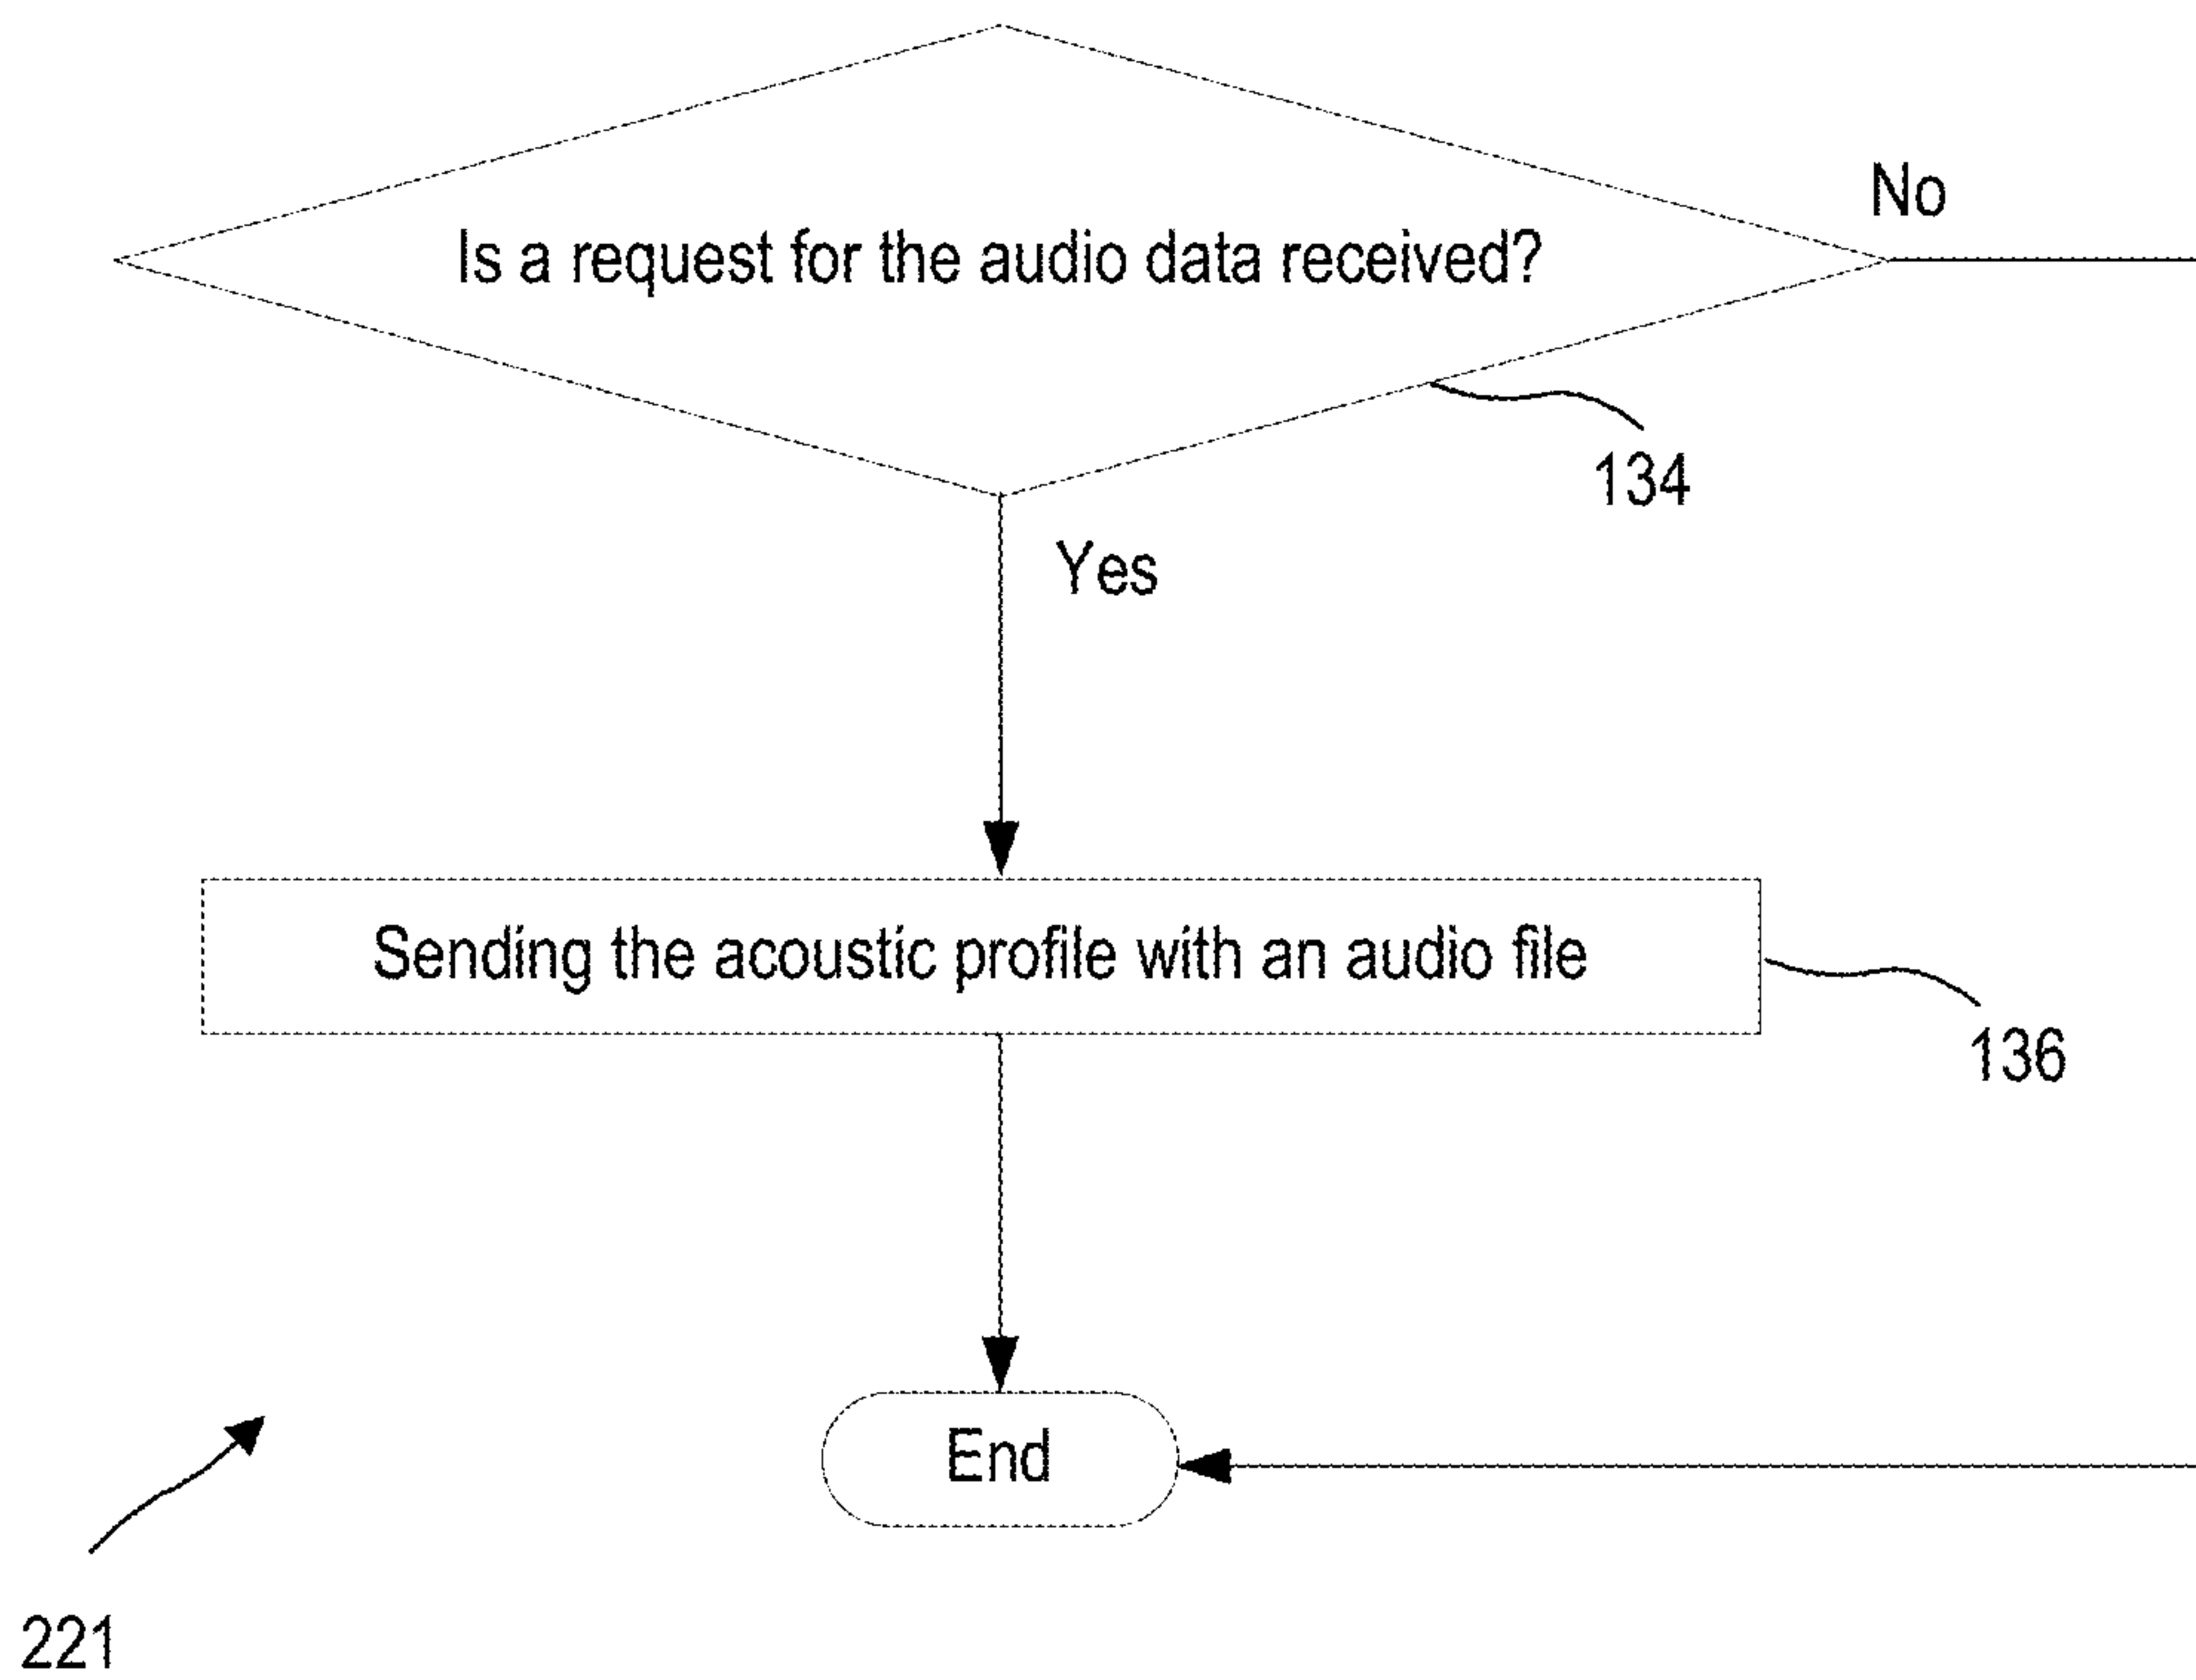 No
Is a request for the audio data received?
134
Yes
Sending the acoustic profile with an audio file
136
End
221